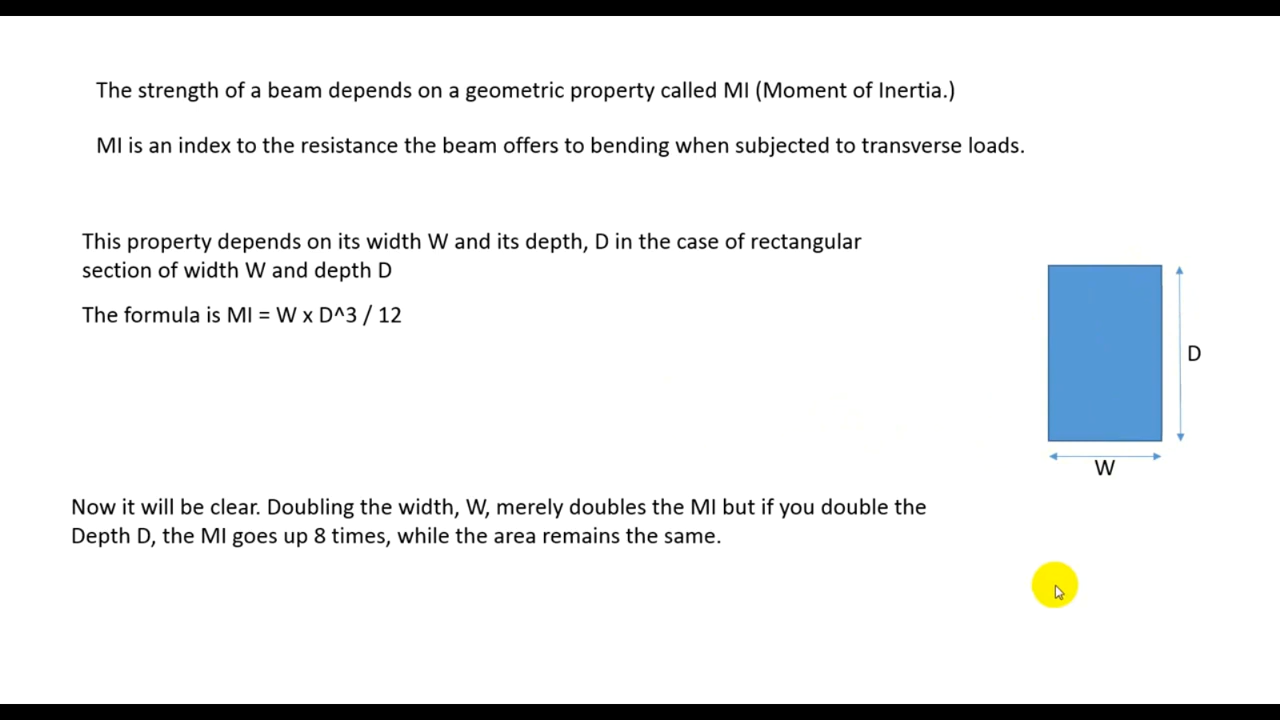 The strength of a beam depends on a geometric property called MI (Moment of Inertia.)
MI is an index to the resistance the beam offers to bending when subjected to transverse loads.
This property depends on its width W and its depth, D in the case of rectangular
section of width W and depth D
The formula is MI = W x D^3 / 12
D
W
Now it will be clear. Doubling the width, W, merely doubles the MI but if you double the
Depth D, the MI goes up 8 times, while the area remains the same.